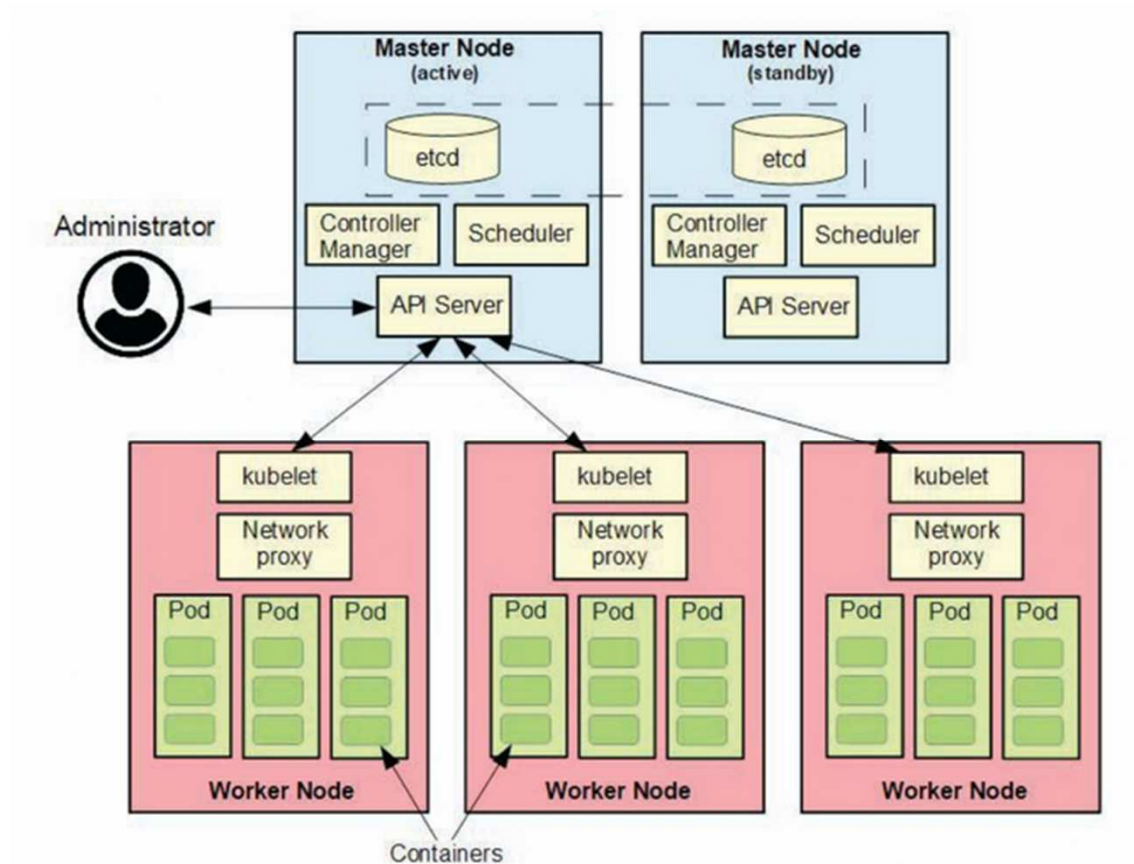 Master Node
(active)
etcd
Controller
Manager
Scheduler
API Server
Master Node
(standby)
etcd
Controller
Manager
Scheduler
API Server
Administrator
kubelet
Network
proxy
Pod
Pod
Pod
Worker Node
kubelet
Network
proxy
Pod
Pod
Pod
Worker Node
kubelet
Network
proxy
Pod
Pod
Pod
Worker Node
Containers